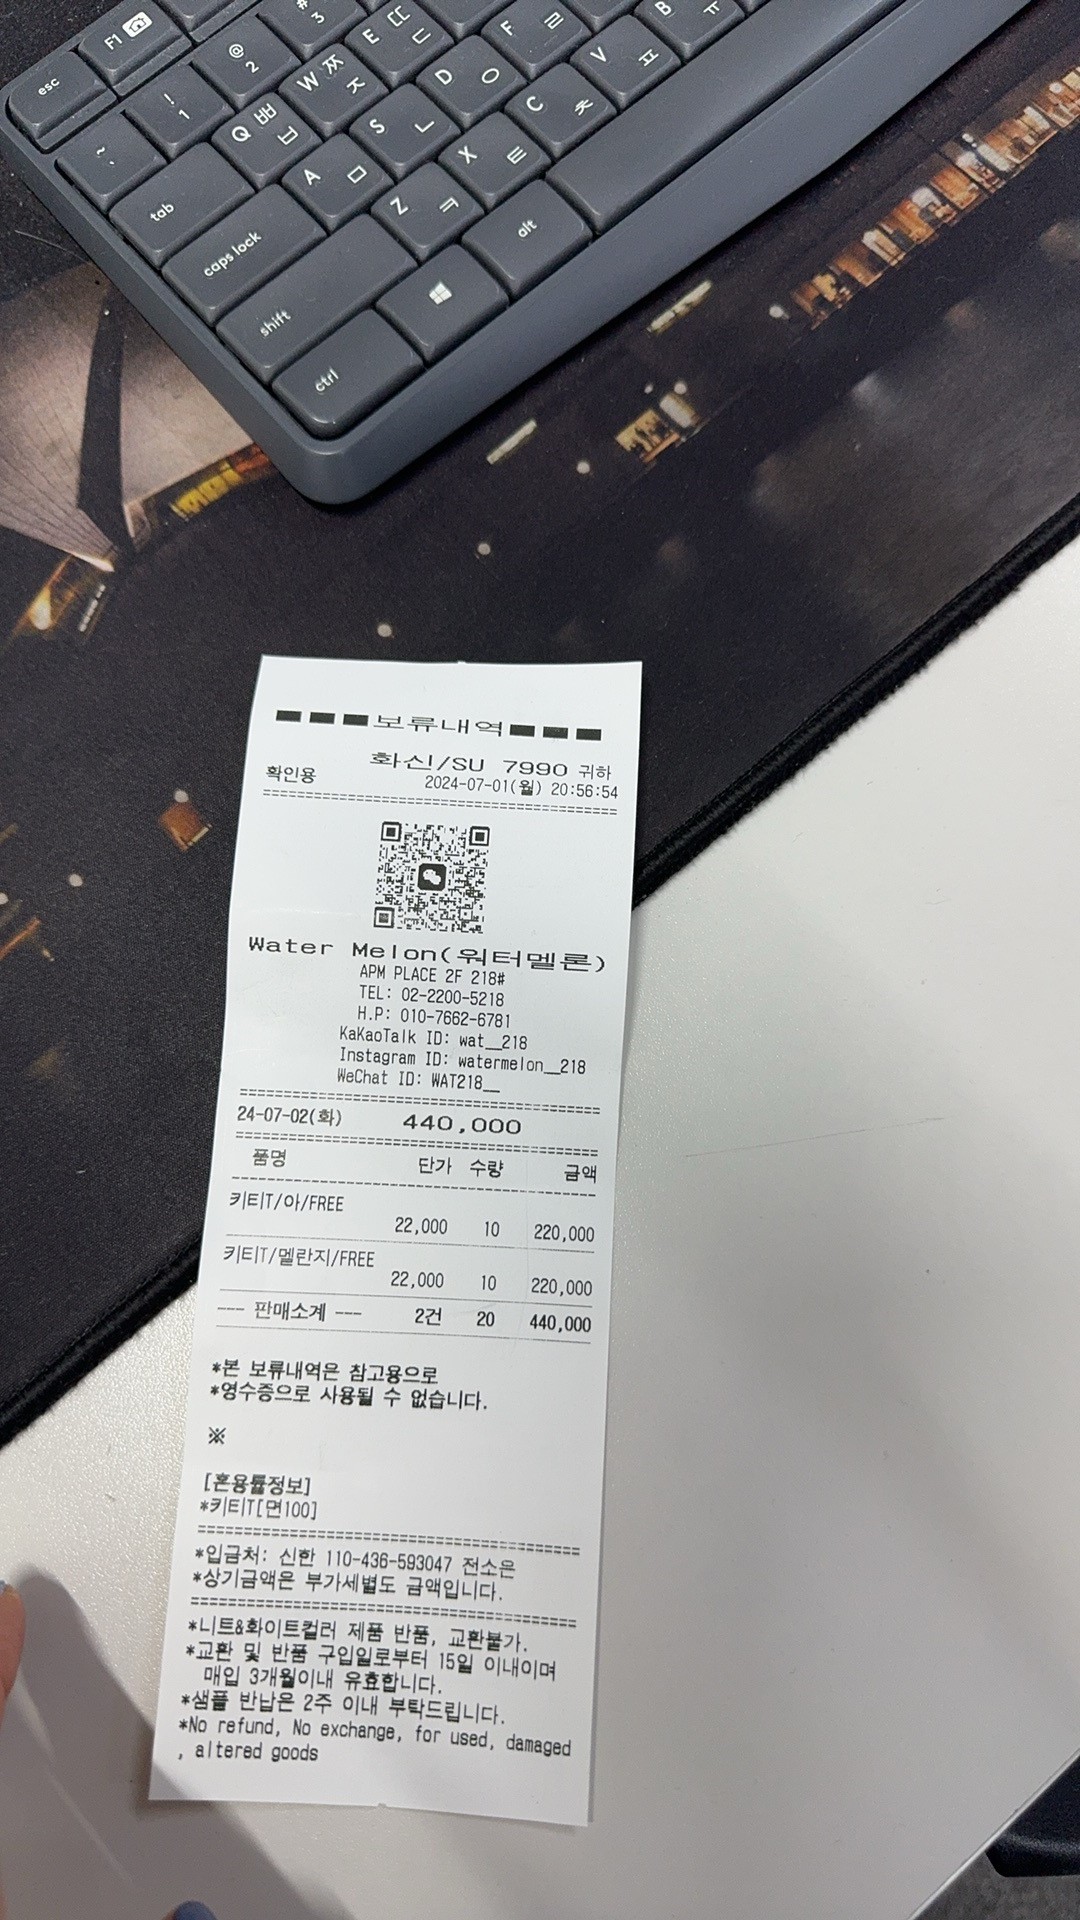 esc
F1
# 3
@ 2
! 1
~ `
E ㄸ ㄷ
W ㅉ ㅈ
Q ㅃ ㅂ
F ㄹ
D ㅇ
S ㄴ
A ㅁ
B ㅠ
V ㅍ
C ㅊ
X ㅌ
Z ㅋ
tab
caps lock
shift
ctrl
alt
■■■보류내역■■■
화신/SU 7990 귀하
확인용 2024-07-01(월) 20:56:54
Water Melon(워터멜론)
APM PLACE 2F 218#
TEL: 02-2200-5218
H.P: 010-7662-6781
KaKaoTalk ID: wat__218
Instagram ID: watermelon__218
WeChat ID: WAT218__
24-07-02(화) 440,000
품명 단가 수량 금액
키티T/아/FREE
22,000 10 220,000
키티T/멜란지/FREE
22,000 10 220,000
--- 판매소계 --- 2건 20 440,000
*본 보류내역은 참고용으로
*영수증으로 사용될 수 없습니다.
※
[혼용률정보]
*키티T[면100]
*입금처: 신한 110-436-593047 전소은
*상기금액은 부가세별도 금액입니다.
*니트&화이트컬러 제품 반품, 교환불가.
*교환 및 반품 구입일로부터 15일 이내이며
매입 3개월이내 유효합니다.
*샘플 반납은 2주 이내 부탁드립니다.
*No refund, No exchange, for used, damaged
, altered goods